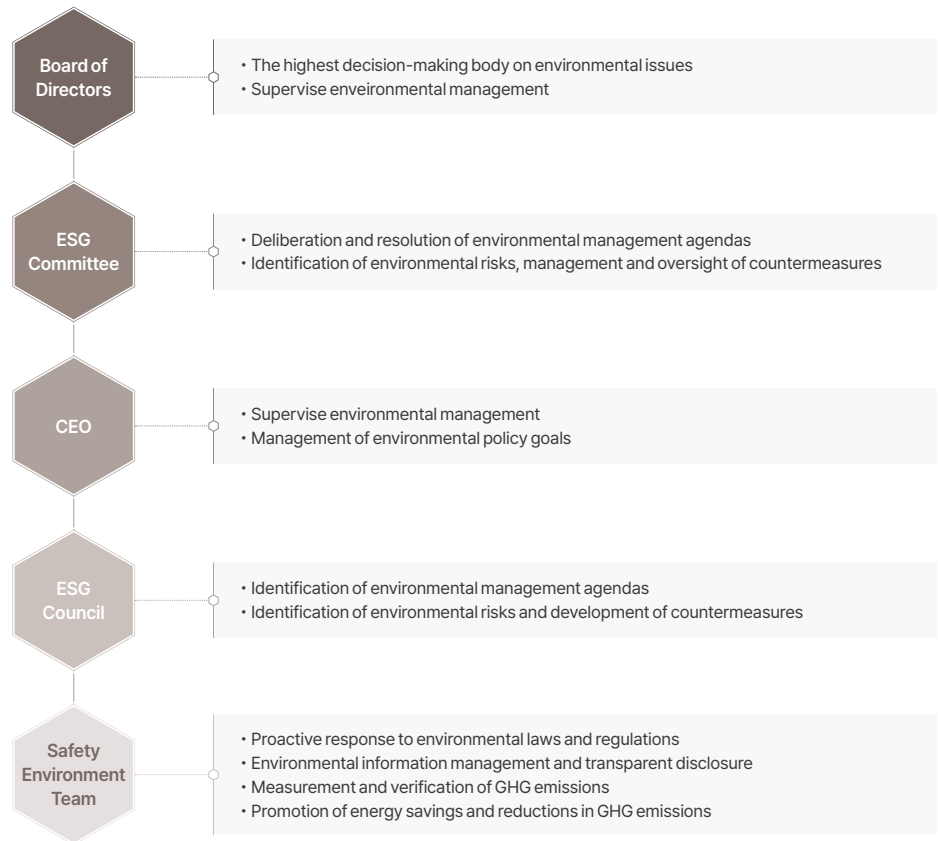 Board of
Directors
• The highest decision-making body on environmental issues
• Supervise enveironmental management
ESG
Committee
• Deliberation and resolution of environmental management agendas
• Identification of environmental risks, management and oversight of countermeasures
CEO
• Supervise environmental management
• Management of environmental policy goals
ESG
Council
• Identification of environmental management agendas
• Identification of environmental risks and development of countermeasures
Safety
Environment
Team
• Proactive response to environmental laws and regulations
• Environmental information management and transparent disclosure
• Measurement and verification of GHG emissions
• Promotion of energy savings and reductions in GHG emissions